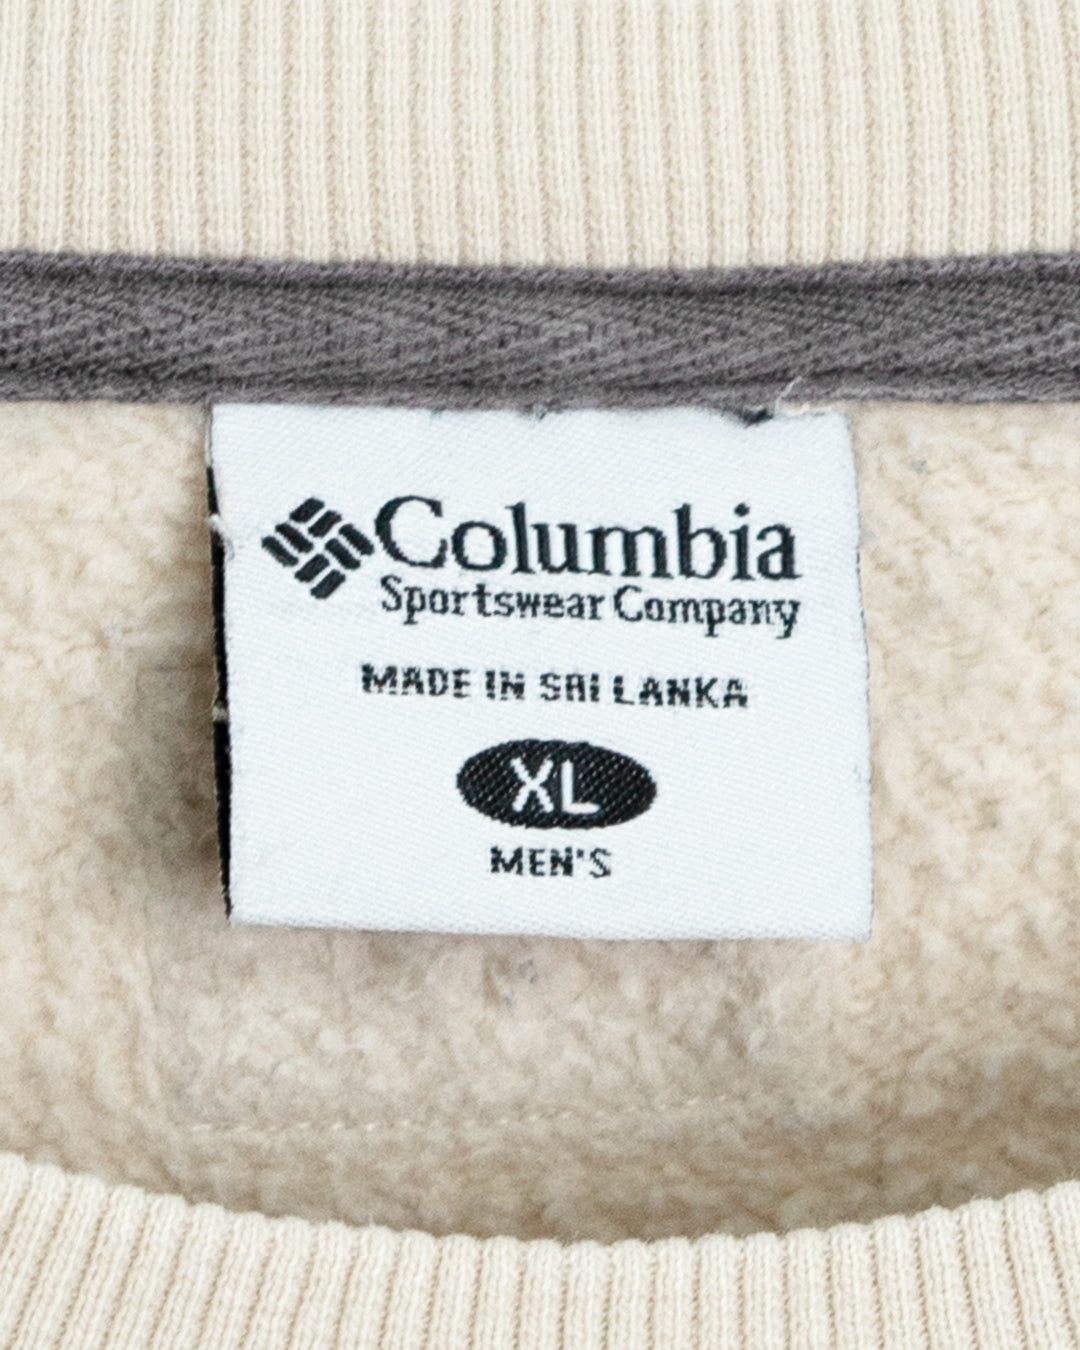 Columbia
Sportswear Company
MADE IN SRI LANKA
XL
MEN'S